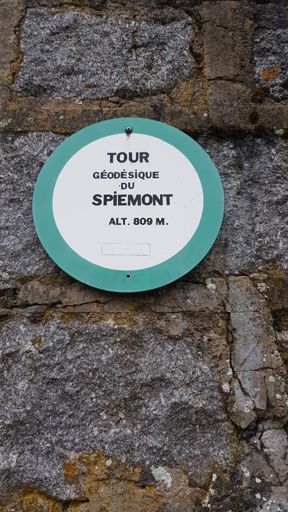 TOUR
GÉODÉSIQUE
DU
SPIEMONT
ALT. 809 M.